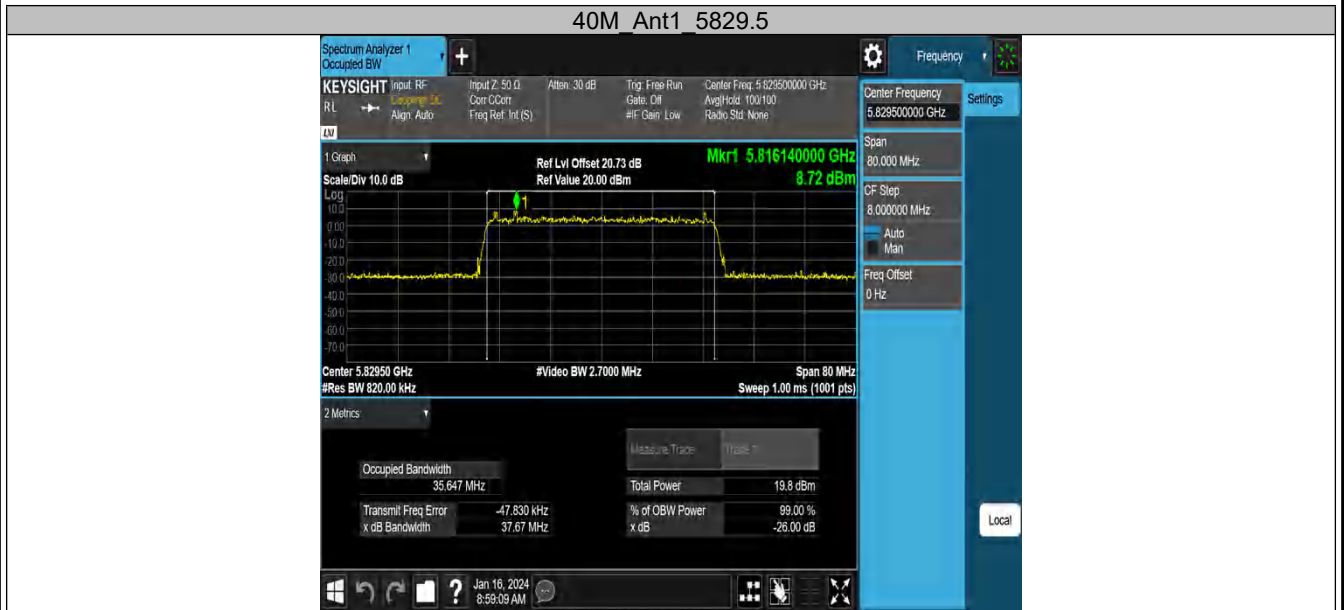 40M_Ant1_5829.5
Spectrum Analyzer 1
Occupied BW
+
Frequency
KEYSIGHT Input: RF Input Z: 50 Ω Atten: 30 dB Trig: Free Run Center Freq: 5.829500000 GHz
RL Coupling: DC Corr CCorr Gate: Off Avg|Hold: 100/100
Align: Auto Freq Ref: Int (S) #IF Gain: Low Radio Std: None
Center Frequency
5.829500000 GHz
Settings
Span
80.000 MHz
CF Step
8.000000 MHz
Auto
Man
Freq Offset
0 Hz
1 Graph
Ref Lvl Offset 20.73 dB
Mkr1 5.816140000 GHz
Scale/Div 10.0 dB
Ref Value 20.00 dBm
8.72 dBm
Log
1
10.0
0.00
-10.0
-20.0
-30.0
-40.0
-50.0
-60.0
-70.0
Center 5.82950 GHz #Video BW 2.7000 MHz Span 80 MHz
#Res BW 820.00 kHz Sweep 1.00 ms (1001 pts)
2 Metrics
Measure Trace Trace 1
Occupied Bandwidth
35.647 MHz
Total Power 19.8 dBm
Transmit Freq Error -47.830 kHz % of OBW Power 99.00 %
x dB Bandwidth 37.67 MHz x dB -26.00 dB
Local
? Jan 16, 2024
8:59:09 AM